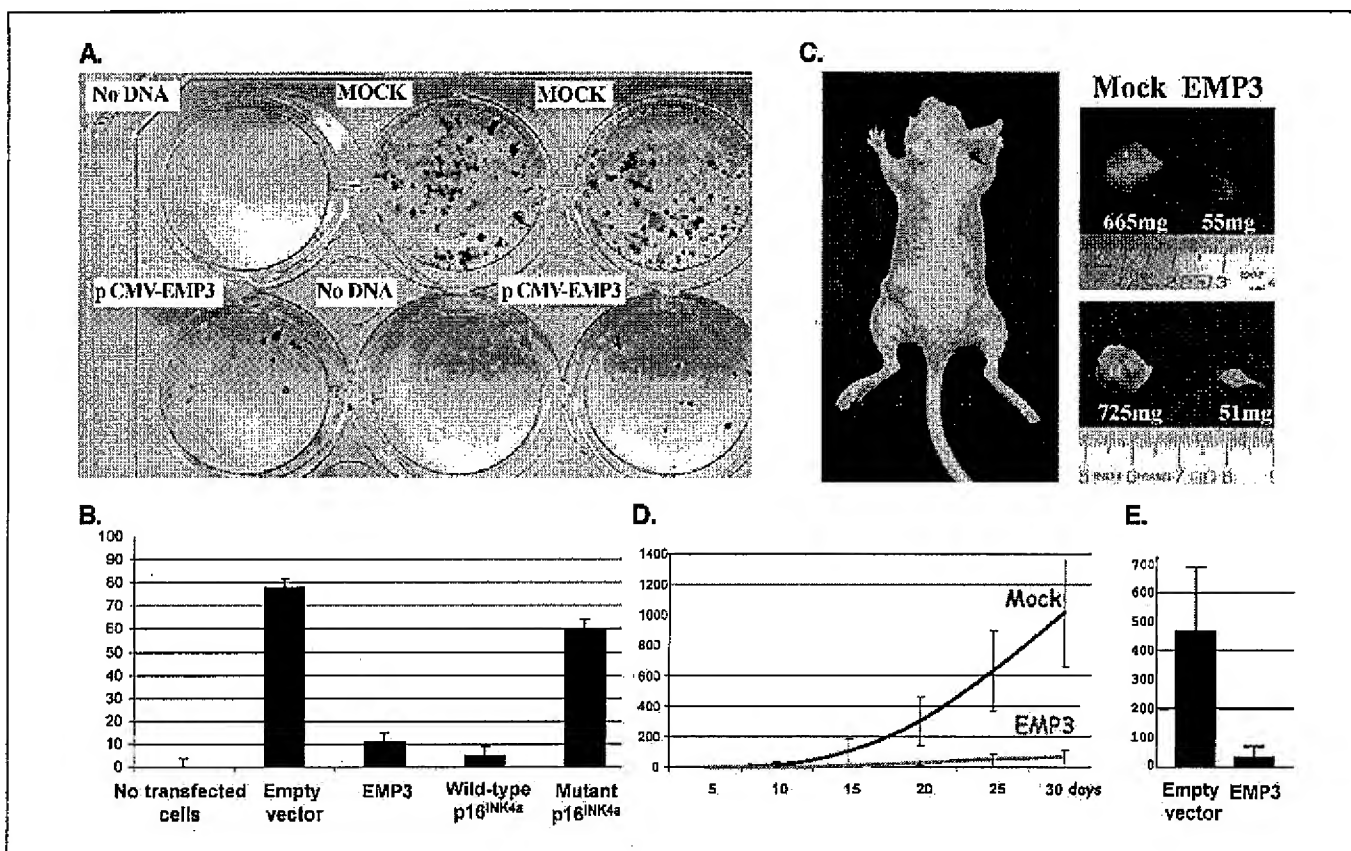 A.
No DNA MOCK MOCK
pCMV-EMP3 No DNA pCMV-EMP3
C.
Mock EMP3
665mg 55mg
725mg 51mg
B.
100
90
80
70
60
50
40
30
20
10
0
No transfected cells Empty vector EMP3 Wild-type p16INK4a Mutant p16INK4a
D.
1400
1200
1000
800
600
400
200
0
Mock
EMP3
5 10 15 20 25 30 days
E.
700
600
500
400
300
200
100
0
Empty vector EMP3